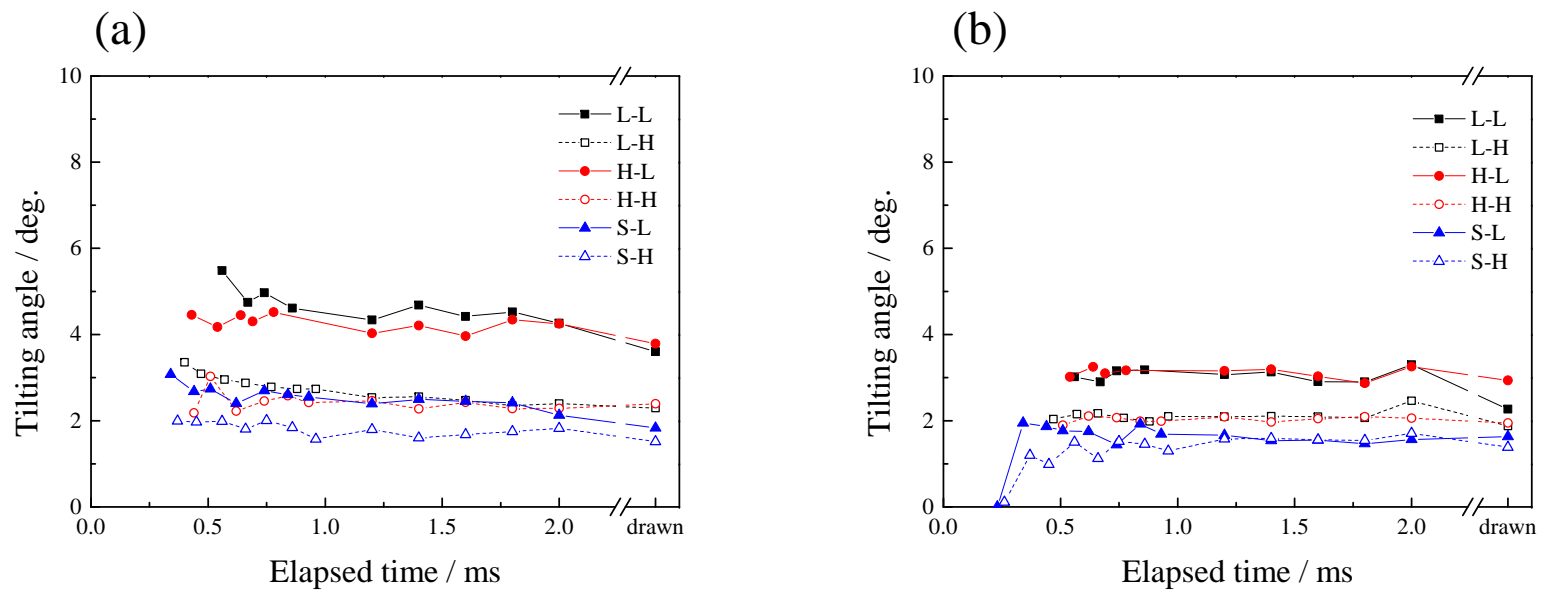 (a)
10
8
6
4
2
0
Tilting angle / deg.
L-L
L-H
H-L
H-H
S-L
S-H
0.0 0.5 1.0 1.5 2.0 drawn
Elapsed time / ms
(b)
10
8
6
4
2
0
Tilting angle / deg.
L-L
L-H
H-L
H-H
S-L
S-H
0.0 0.5 1.0 1.5 2.0 drawn
Elapsed time / ms